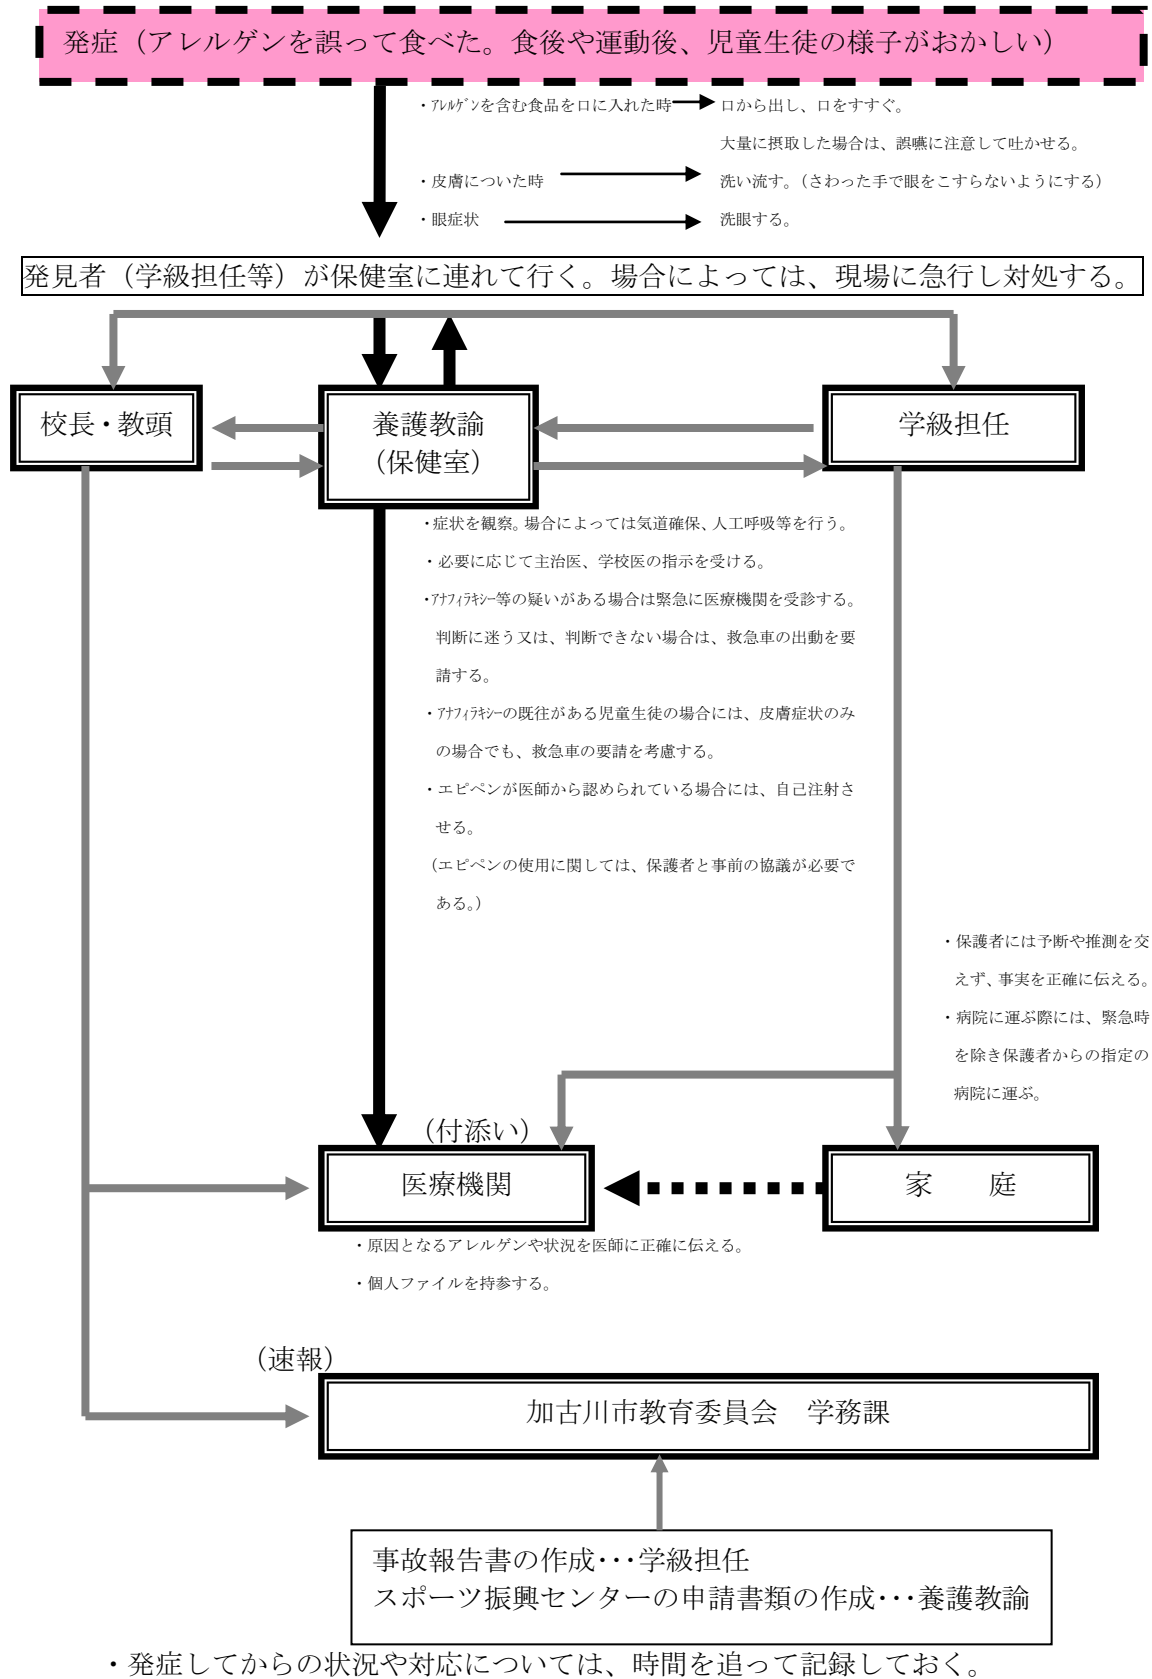 発症（アレルゲンを誤って食べた。食後や運動後、児童生徒の様子がおかしい）
・ｱﾚﾙｹﾞﾝを含む食品を口に入れた時
口から出し、口をすすぐ。
大量に摂取した場合は、誤嚥に注意して吐かせる。
・皮膚についた時
洗い流す。（さわった手で眼をこすらないようにする）
・眼症状
洗眼する。
発見者（学級担任等）が保健室に連れて行く。場合によっては、現場に急行し対処する。
校長・教頭
養護教諭
（保健室）
学級担任
・症状を観察。場合によっては気道確保、人工呼吸等を行う。
・必要に応じて主治医、学校医の指示を受ける。
・ｱﾅﾌｨﾗｷｼｰ等の疑いがある場合は緊急に医療機関を受診する。
判断に迷う又は、判断できない場合は、救急車の出動を要
請する。
・ｱﾅﾌｨﾗｷｼｰの既往がある児童生徒の場合には、皮膚症状のみ
の場合でも、救急車の要請を考慮する。
・エピペンが医師から認められている場合には、自己注射さ
せる。
（エピペンの使用に関しては、保護者と事前の協議が必要で
ある。）
・保護者には予断や推測を交
えず、事実を正確に伝える。
・病院に運ぶ際には、緊急時
を除き保護者からの指定の
病院に運ぶ。
（付添い）
医療機関
家　　庭
・原因となるアレルゲンや状況を医師に正確に伝える。
・個人ファイルを持参する。
（速報）
加古川市教育委員会　学務課
事故報告書の作成･･･学級担任
スポーツ振興センターの申請書類の作成･･･養護教諭
・発症してからの状況や対応については、時間を追って記録しておく。